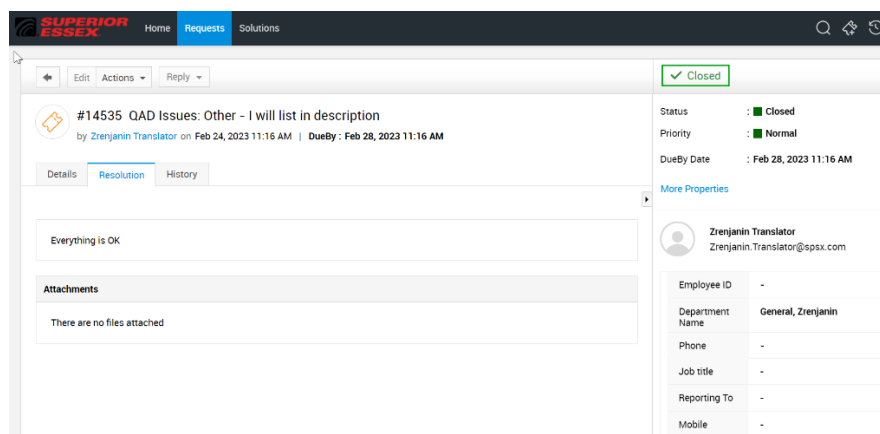 SUPERIOR ESSEX
Home Requests Solutions
Edit Actions Reply
Closed
#14535 QAD Issues: Other - I will list in description
by Zrenjanin Translator on Feb 24, 2023 11:16 AM | DueBy : Feb 28, 2023 11:16 AM
Details Resolution History
Everything is OK
Attachments
There are no files attached
Status : Closed
Priority : Normal
DueBy Date : Feb 28, 2023 11:16 AM
More Properties
Zrenjanin Translator
Zrenjanin.Translator@spsx.com
Employee ID -
Department Name General, Zrenjanin
Phone -
Job title -
Reporting To -
Mobile -